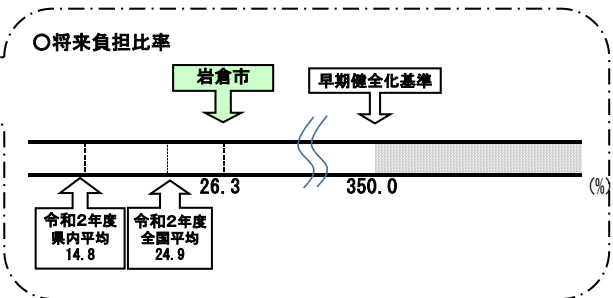 ○将来負担比率
岩倉市
早期健全化基準
26.3
350.0
(%)
令和2年度
県内平均
14.8
令和2年度
全国平均
24.9